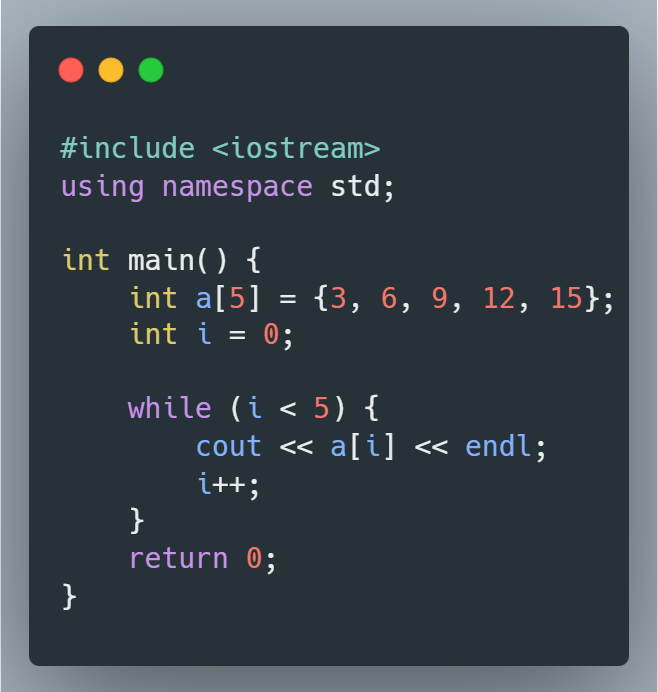 #include <iostream>
using namespace std;

int main() {
    int a[5] = {3, 6, 9, 12, 15};
    int i = 0;

    while (i < 5) {
        cout << a[i] << endl;
        i++;
    }
    return 0;
}